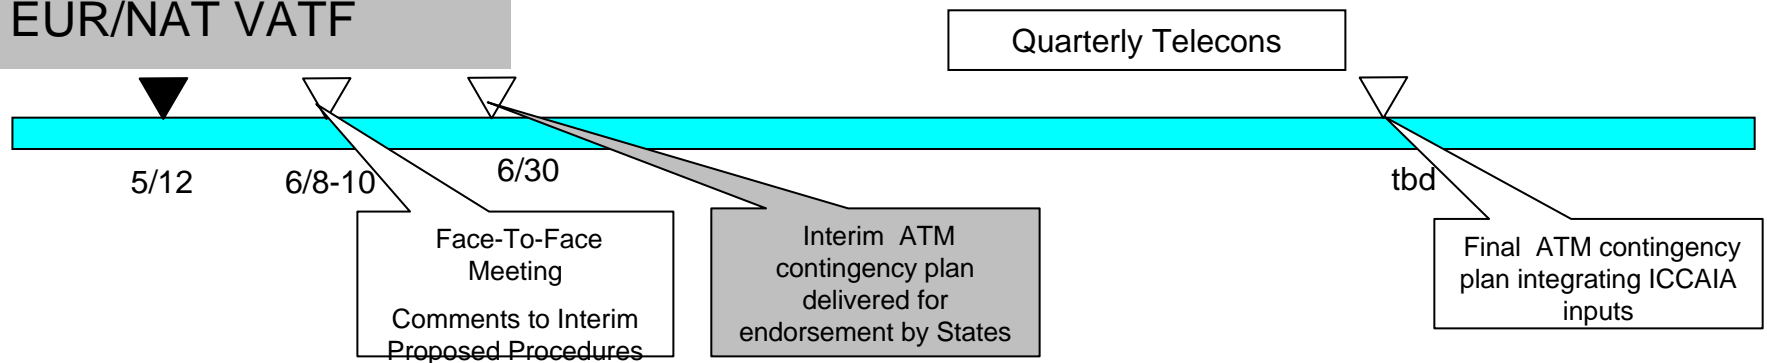 EUR/NAT VATF
Quarterly Telecons
5/12
6/8-10
6/30
tbd
Face-To-Face
Meeting
Comments to Interim
Proposed Procedures
Interim ATM
contingency plan
delivered for
endorsement by States
Final ATM contingency
plan integrating ICCAIA
inputs